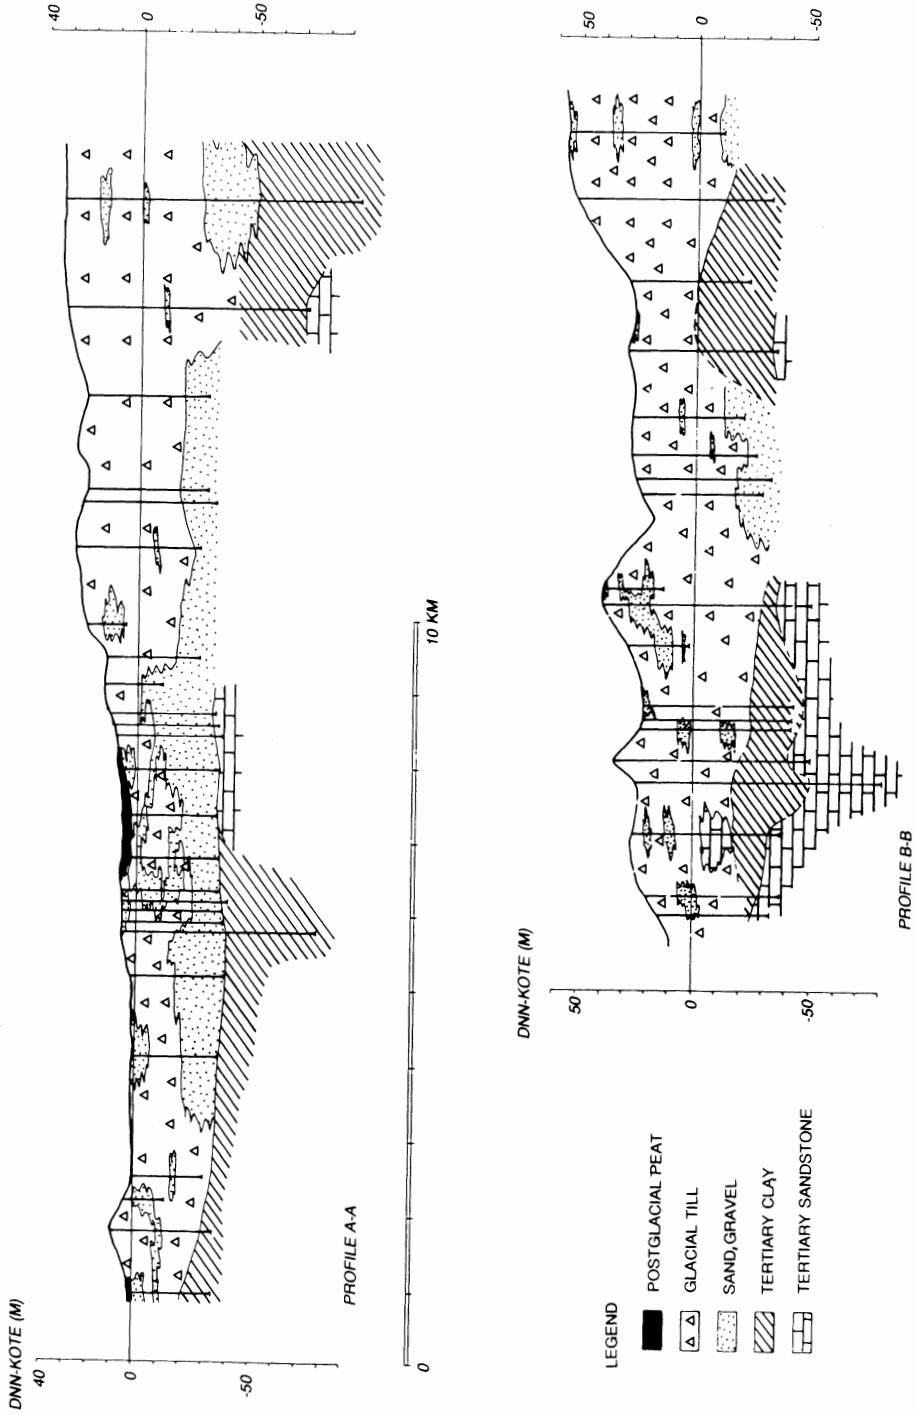 DNN-KOTE (M)
40
0
-50
40
0
-50
PROFILE A-A
0
10 KM
DNN-KOTE (M)
50
0
-50
50
0
-50
PROFILE B-B
LEGEND
POSTGLACIAL PEAT
GLACIAL TILL
SAND, GRAVEL
TERTIARY CLAY
TERTIARY SANDSTONE